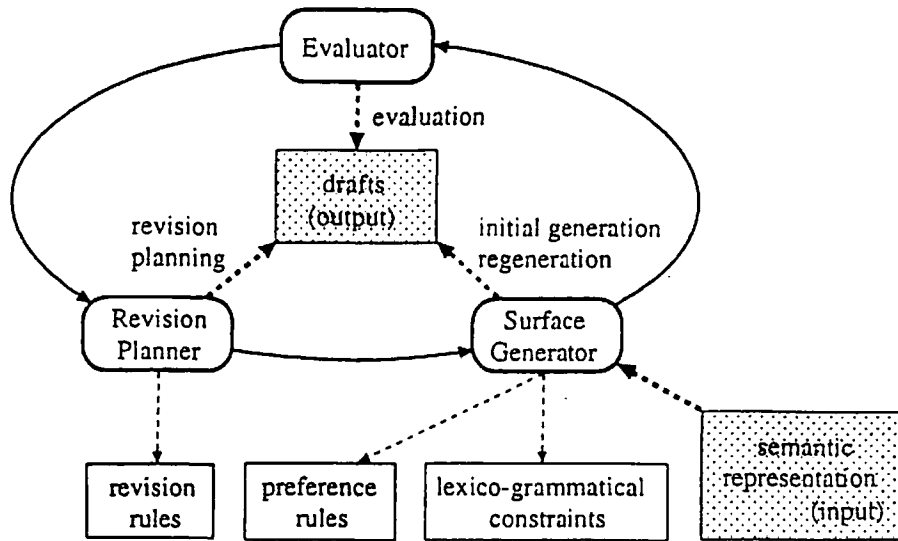 Evaluator
evaluation
drafts
(output)
revision
planning
initial generation
regeneration
Revision
Planner
Surface
Generator
revision
rules
preference
rules
lexico-grammatical
constraints
semantic
representation
(input)